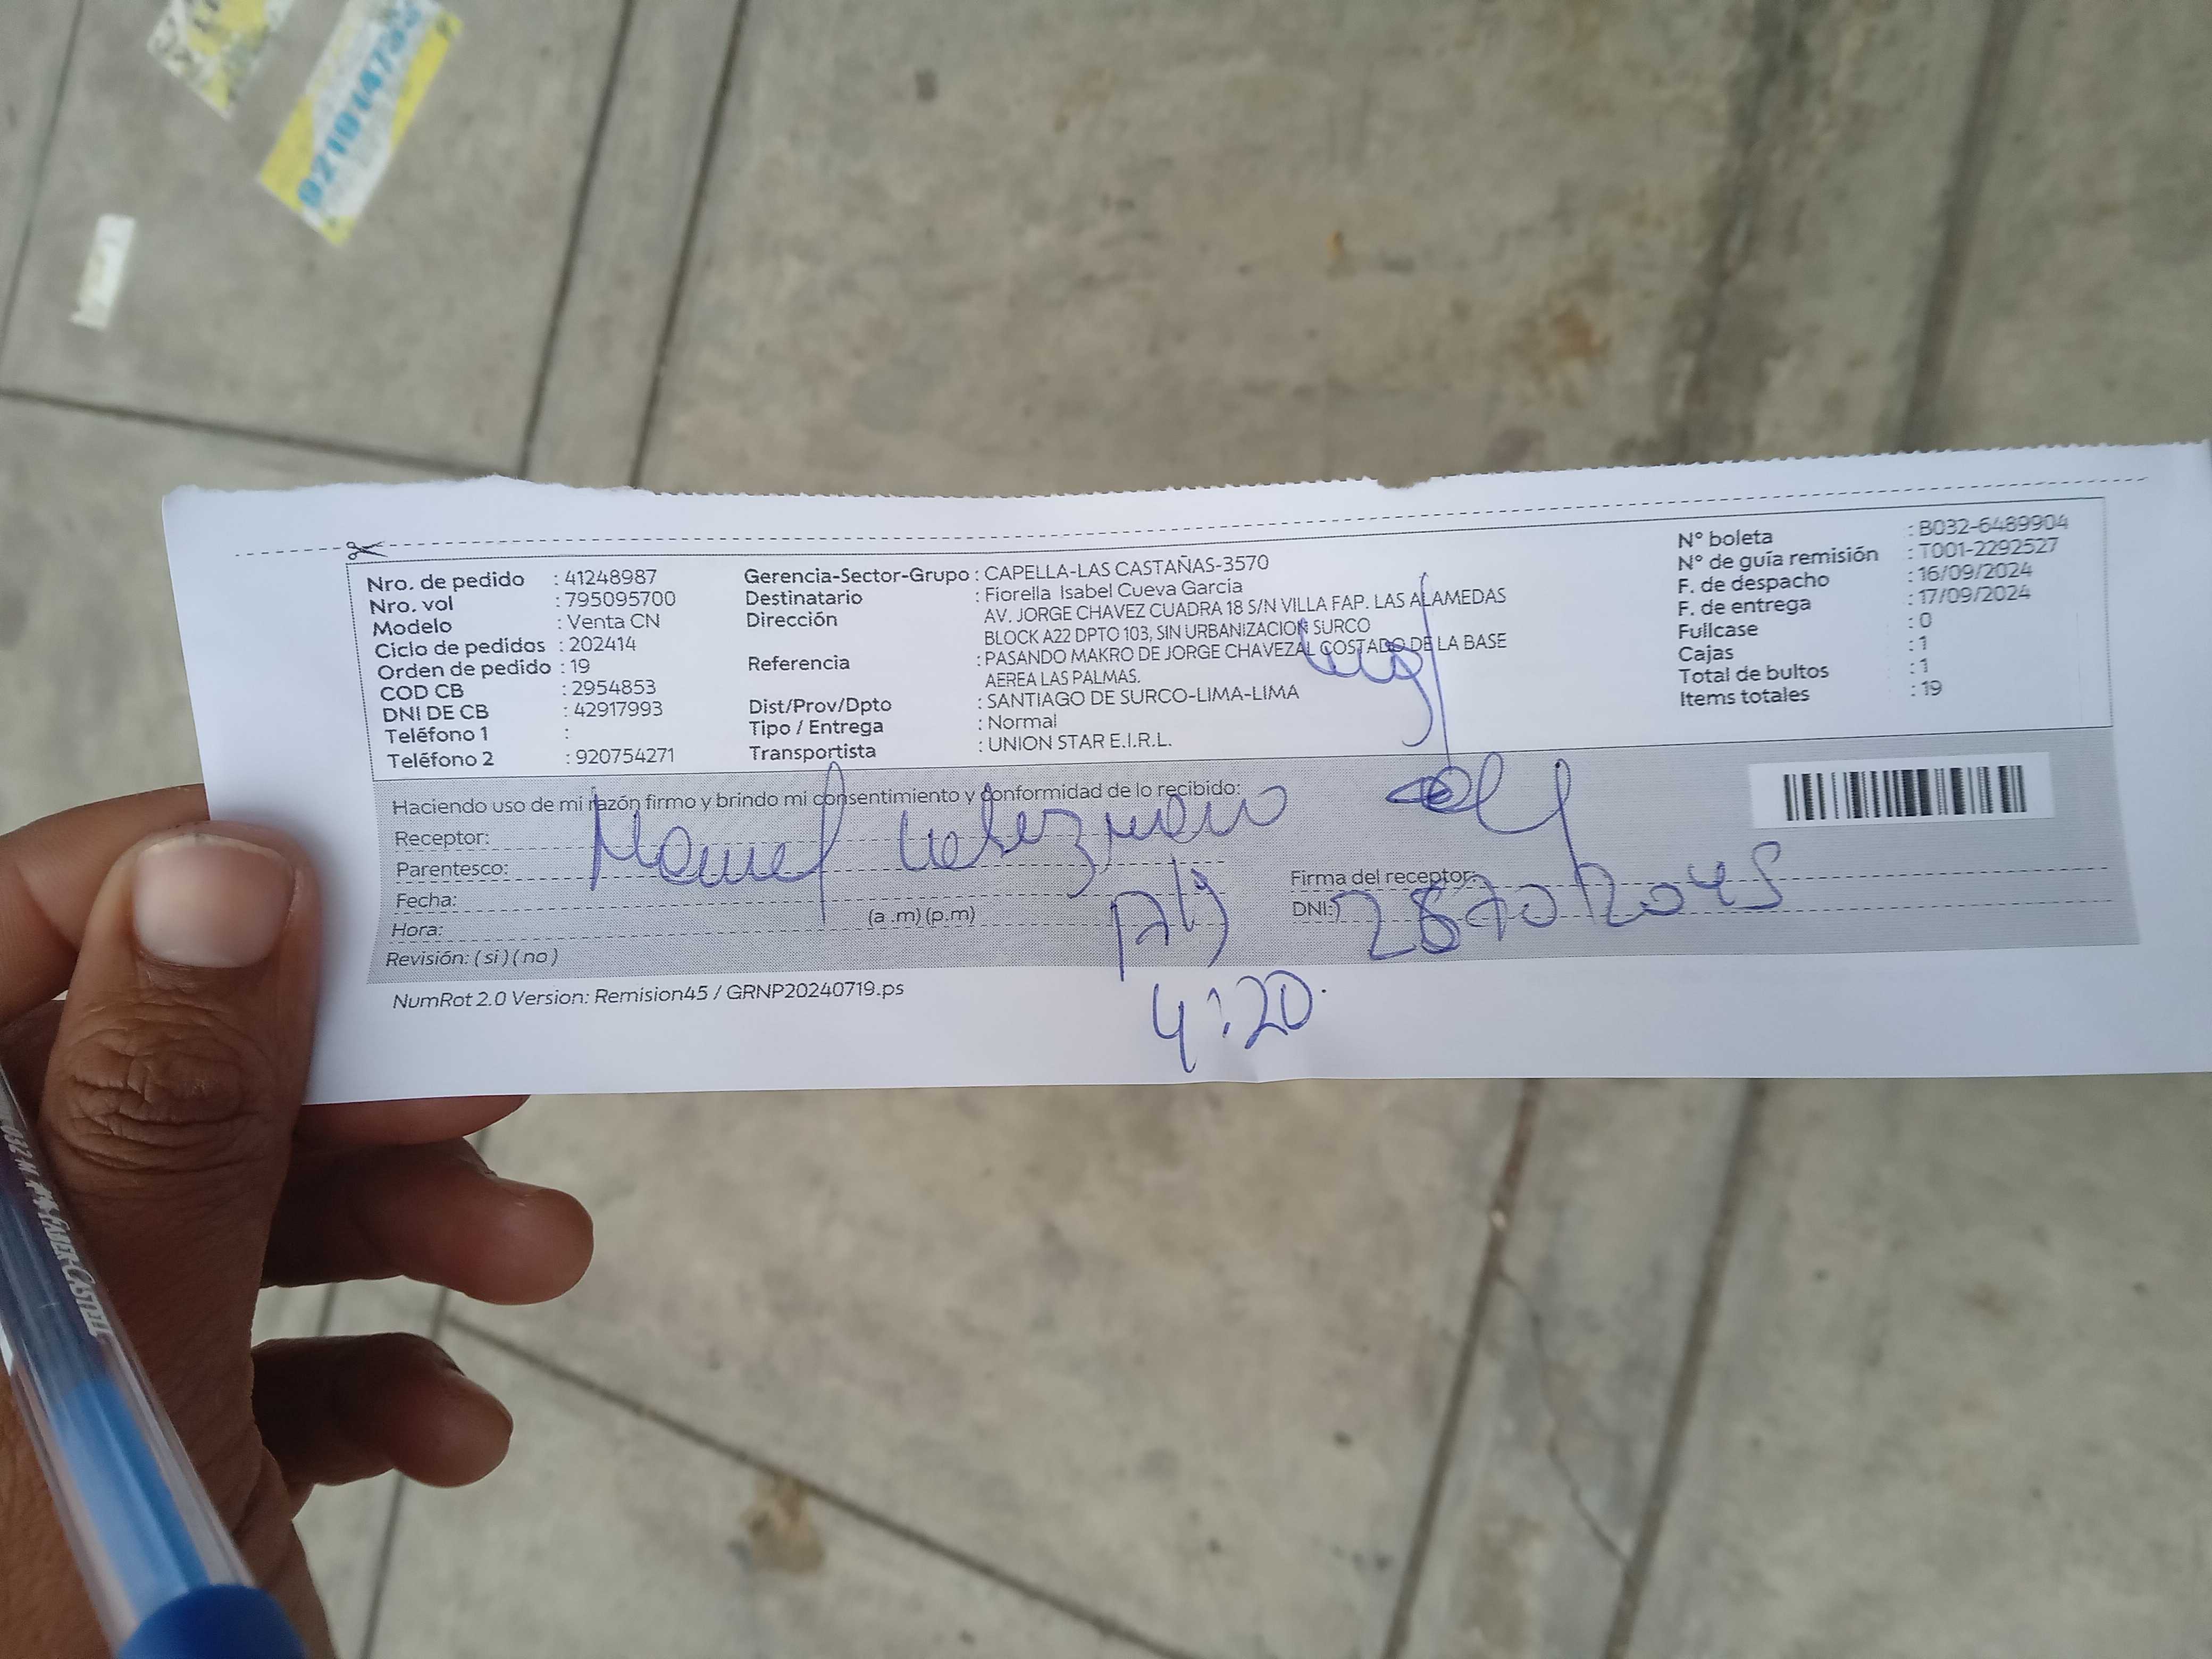 921914778
Nro. de pedido : 41248987
Nro. vol : 795095700
Modelo : Venta CN
Ciclo de pedidos : 202414
Orden de pedido : 19
COD CB : 2954853
DNI DE CB : 42917993
Teléfono 1 :
Teléfono 2 : 920754271
Gerencia-Sector-Grupo : CAPELLA-LAS CASTAÑAS-3570
Destinatario : Fiorella Isabel Cueva Garcia
Dirección AV. JORGE CHAVEZ CUADRA 18 S/N VILLA FAP. LAS ALAMEDAS
BLOCK A22 DPTO 103, SIN URBANIZACION SURCO
Referencia : PASANDO MAKRO DE JORGE CHAVEZAL COSTADO DE LA BASE
AEREA LAS PALMAS.
Dist/Prov/Dpto : SANTIAGO DE SURCO-LIMA-LIMA
Tipo / Entrega : Normal
Transportista : UNION STAR E.I.R.L.
N° boleta : B032-6489904
N° de guía remisión : T001-2292527
F. de despacho : 16/09/2024
F. de entrega : 17/09/2024
Fullcase : 0
Cajas : 1
Total de bultos : 1
Items totales : 19
Haciendo uso de mi razón firmo y brindo mi consentimiento y conformidad de lo recibido:
Receptor: Manuel
Parentesco:
Fecha:
Hora: (a .m) (p.m)
Revisión: ( si ) ( no )
Firma del receptor:
DNI:
4:20
NumRot 2.0 Version: Remision45 / GRNP20240719.ps